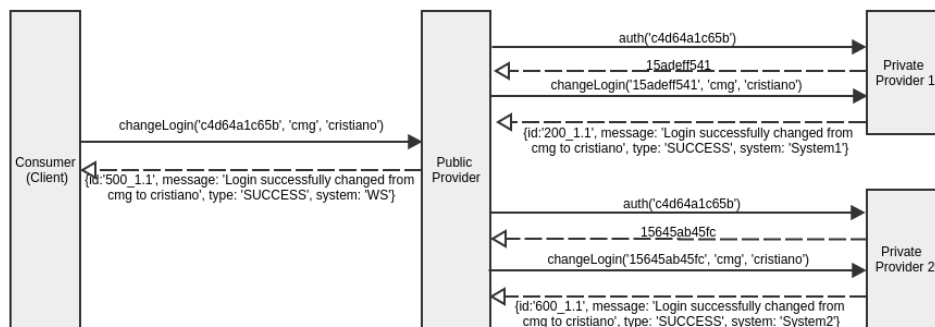 auth('c4d64a1c65b')
15adeff541
changeLogin('15adeff541', 'cmg', 'cristiano')
{id:'200_1.1', message: 'Login successfully changed from
cmg to cristiano', type: 'SUCCESS', system: 'System1'}
Private
Provider 1
changeLogin('c4d64a1c65b', 'cmg', 'cristiano')
Consumer
(Client)
{id:'500_1.1', message: 'Login successfully changed from
cmg to cristiano', type: 'SUCCESS', system: 'WS'}
Public
Provider
auth('c4d64a1c65b')
15645ab45fc
changeLogin('15645ab45fc', 'cmg', 'cristiano')
{id:'600_1.1', message: 'Login successfully changed from
cmg to cristiano', type: 'SUCCESS', system: 'System2'}
Private
Provider 2